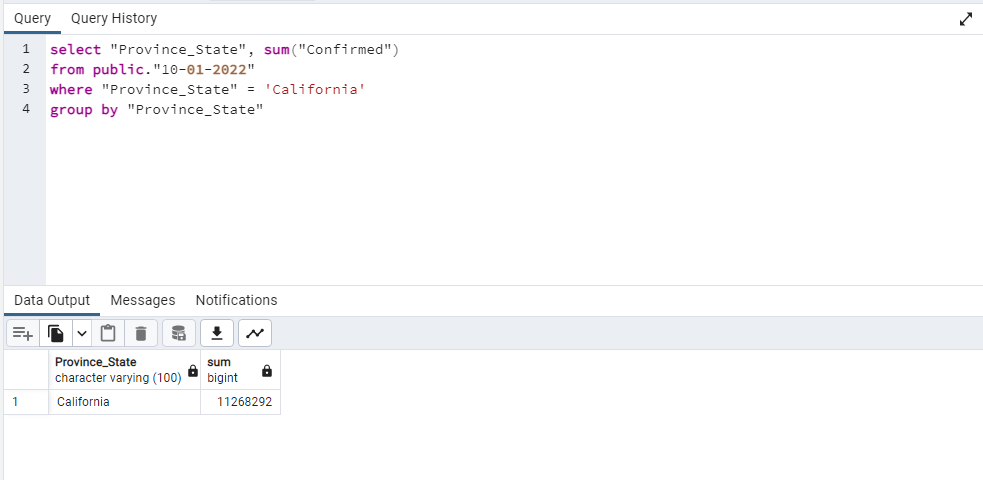 Query Query History
1 select "Province_State", sum("Confirmed")
2 from public."10-01-2022"
3 where "Province_State" = 'California'
4 group by "Province_State"
Data Output Messages Notifications
Province_State sum
character varying (100) bigint
1 California 11268292